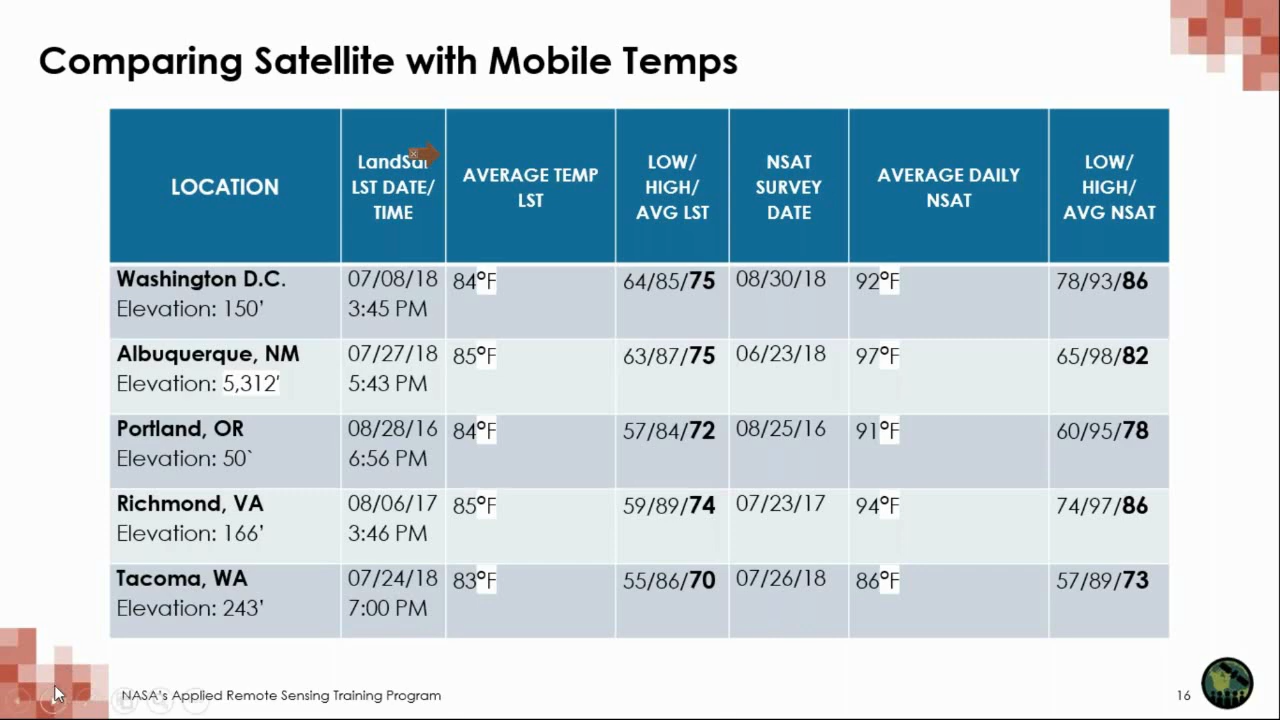 Comparing Satellite with Mobile Temps
LOCATION
LandSat
LST DATE/
TIME
AVERAGE TEMP
LST
LOW/
HIGH/
AVG LST
NSAT
SURVEY
DATE
AVERAGE DAILY
NSAT
LOW/
HIGH/
AVG NSAT
Washington D.C.
Elevation: 150’
07/08/18
3:45 PM
84°F
64/85/75
08/30/18
92°F
78/93/86
Albuquerque, NM
Elevation: 5,312′
07/27/18
5:43 PM
85°F
63/87/75
06/23/18
97°F
65/98/82
Portland, OR
Elevation: 50`
08/28/16
6:56 PM
84°F
57/84/72
08/25/16
91°F
60/95/78
Richmond, VA
Elevation: 166’
08/06/17
3:46 PM
85°F
59/89/74
07/23/17
94°F
74/97/86
Tacoma, WA
Elevation: 243’
07/24/18
7:00 PM
83°F
55/86/70
07/26/18
86°F
57/89/73
NASA’s Applied Remote Sensing Training Program
16